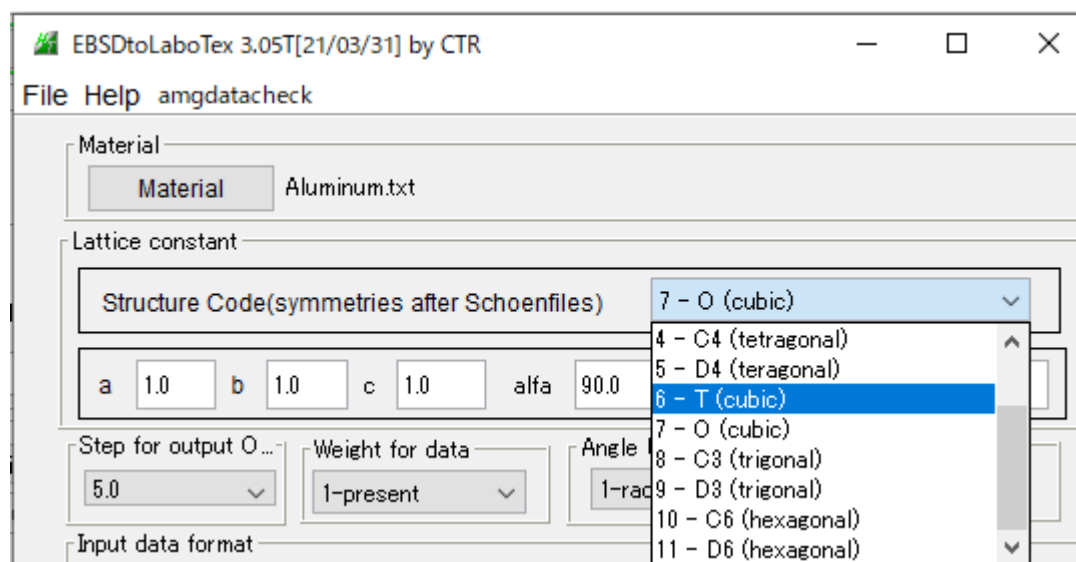 EBSDtoLaboTex 3.05T[21/03/31] by CTR
File Help amgdatacheck
Material
Material Aluminum.txt
Lattice constant
Structure Code(symmetries after Schoenfiles) 7 - O (cubic)
4 - C4 (tetragonal)
5 - D4 (teragonal)
a 1.0 b 1.0 c 1.0 alfa 90.0
6 - T (cubic)
7 - O (cubic)
Step for output O... Weight for data Angle
8 - C3 (trigonal)
5.0 1-present 1-rad
9 - D3 (trigonal)
10 - C6 (hexagonal)
Input data format
11 - D6 (hexagonal)